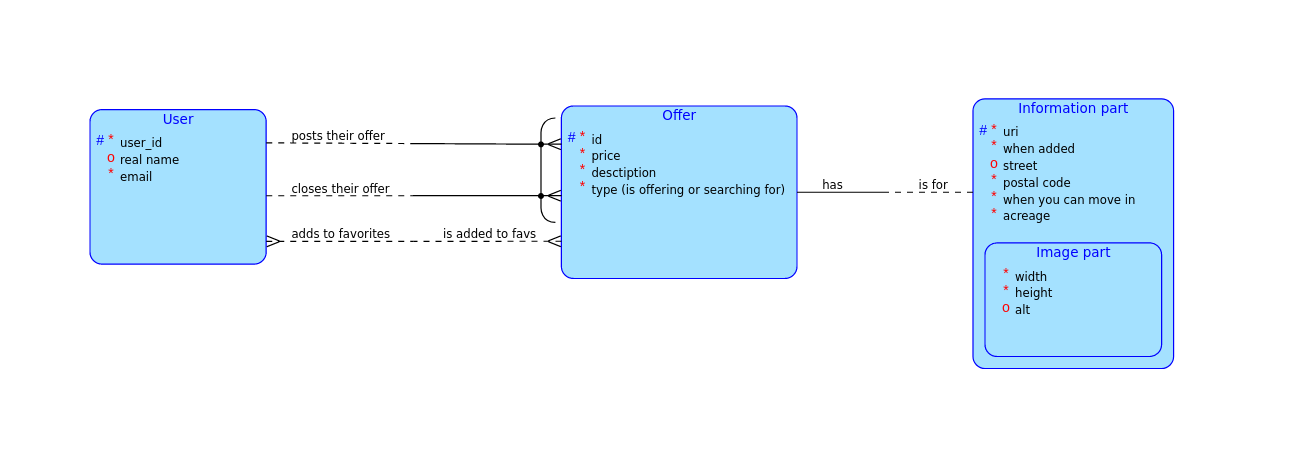 User
# * user_id
o real name
* email
posts their offer
closes their offer
adds to favorites
is added to favs
Offer
# * id
* price
* desctiption
* type (is offering or searching for)
has
is for
Information part
# * uri
* when added
o street
* postal code
* when you can move in
* acreage
Image part
* width
* height
o alt